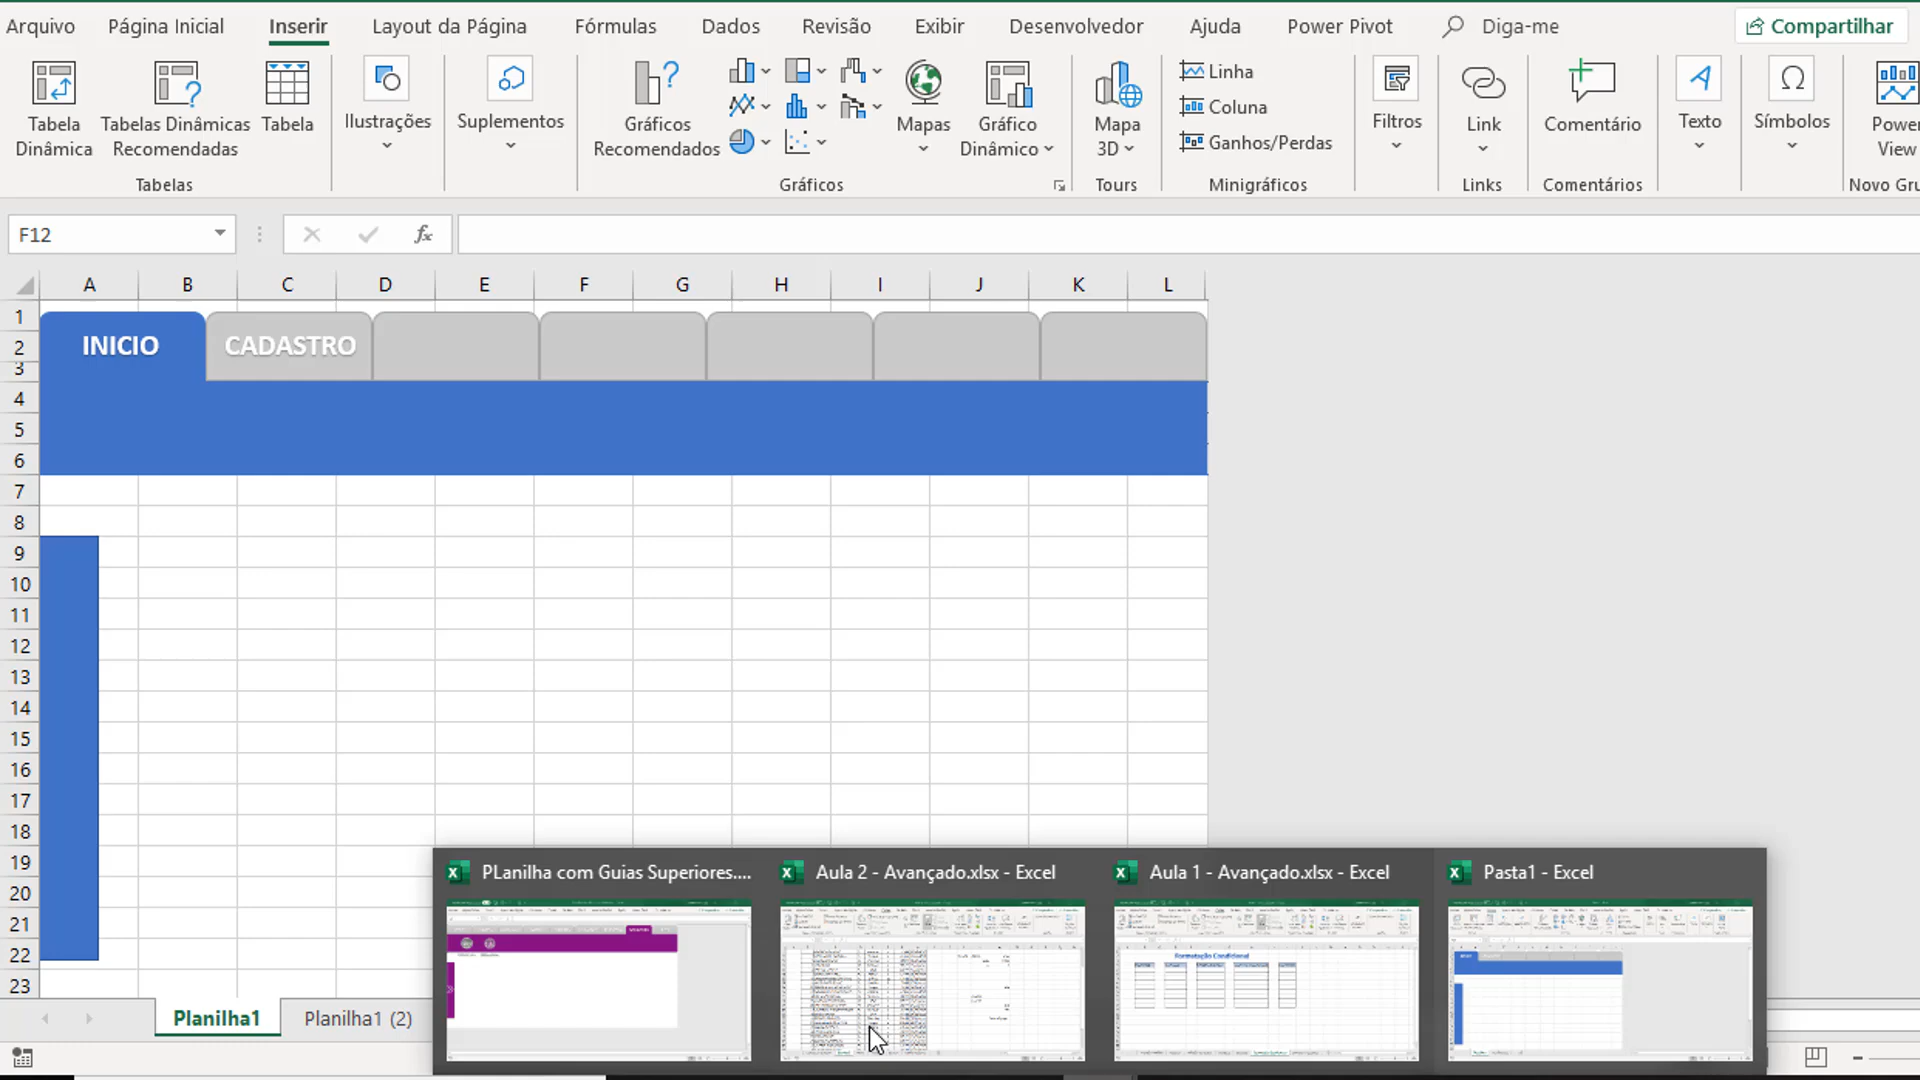 Arquivo Página Inicial Inserir Layout da Página Fórmulas Dados Revisão Exibir Desenvolvedor Ajuda Power Pivot Diga-me Compartilhar
Tabela Dinâmica
Tabelas Dinâmicas Recomendadas
Tabela
Tabelas
Ilustrações
Suplementos
Gráficos Recomendados
Mapas
Gráfico Dinâmico
Gráficos
Mapa 3D
Tours
Linha
Coluna
Ganhos/Perdas
Minigráficos
Filtros
Link
Links
Comentário
Comentários
Texto
Símbolos
Power View
Novo Gru
F12 fx
A B C D E F G H I J K L
1
INICIO CADASTRO
2
3
4
5
6
7
8
9
10
11
12
13
14
15
16
17
18
19
20
21
22
23
PLanilha com Guias Superiores.... Aula 2 - Avançado.xlsx - Excel Aula 1 - Avançado.xlsx - Excel Pasta1 - Excel
Formatação Condicional
Planilha1 Planilha1 (2)